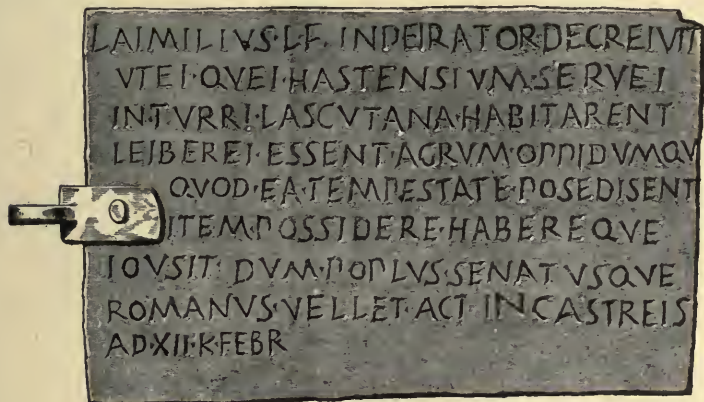 L·AIMILIVS·L·F·INPEIRATOR·DECREIVIT
VTEI·QVEI·HASTENSIVM·SERVEI
IN·TVRRI·LASCVTANA·HABITARENT
LEIBEREI·ESSENT·AGRVM·OPPIDVMQV
QVOD·EA·TEMPESTATE·POSEDISENT
ITEM·POSSIDERE·HABEREQVE
IOVSIT·DVM·POPLVS·SENATVSQVE
ROMANVS·VELLET·ACT·IN·CASTREIS
A·D·XII·K·FEBR